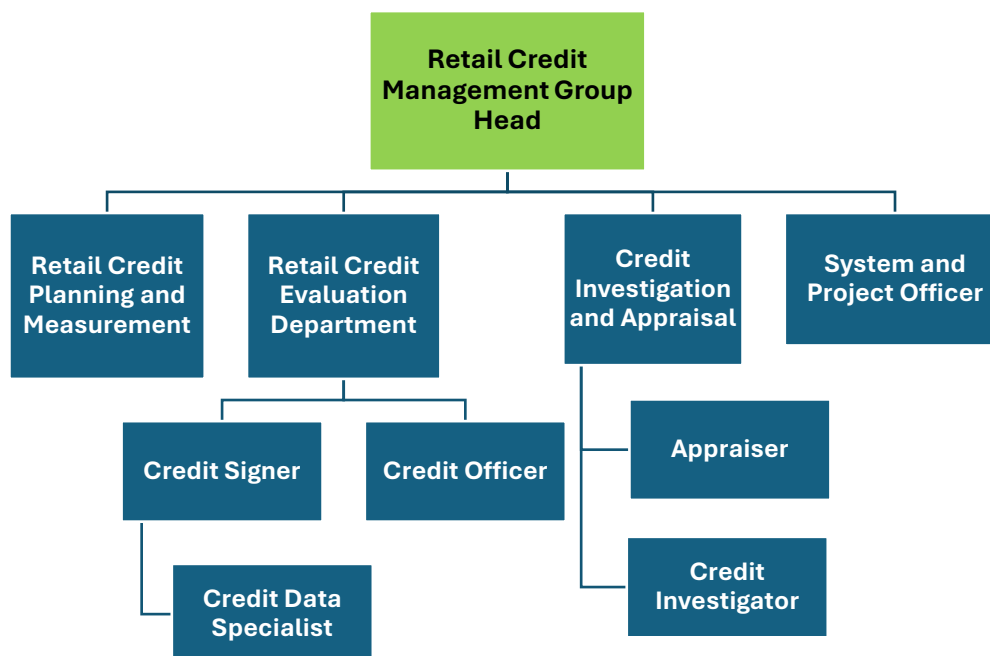 Retail Credit
Management Group
Head
Retail Credit
Planning and
Measurement
Retail Credit
Evaluation
Department
Credit
Investigation
and Appraisal
System and
Project Officer
Credit Signer
Credit Officer
Appraiser
Credit Data
Specialist
Credit
Investigator